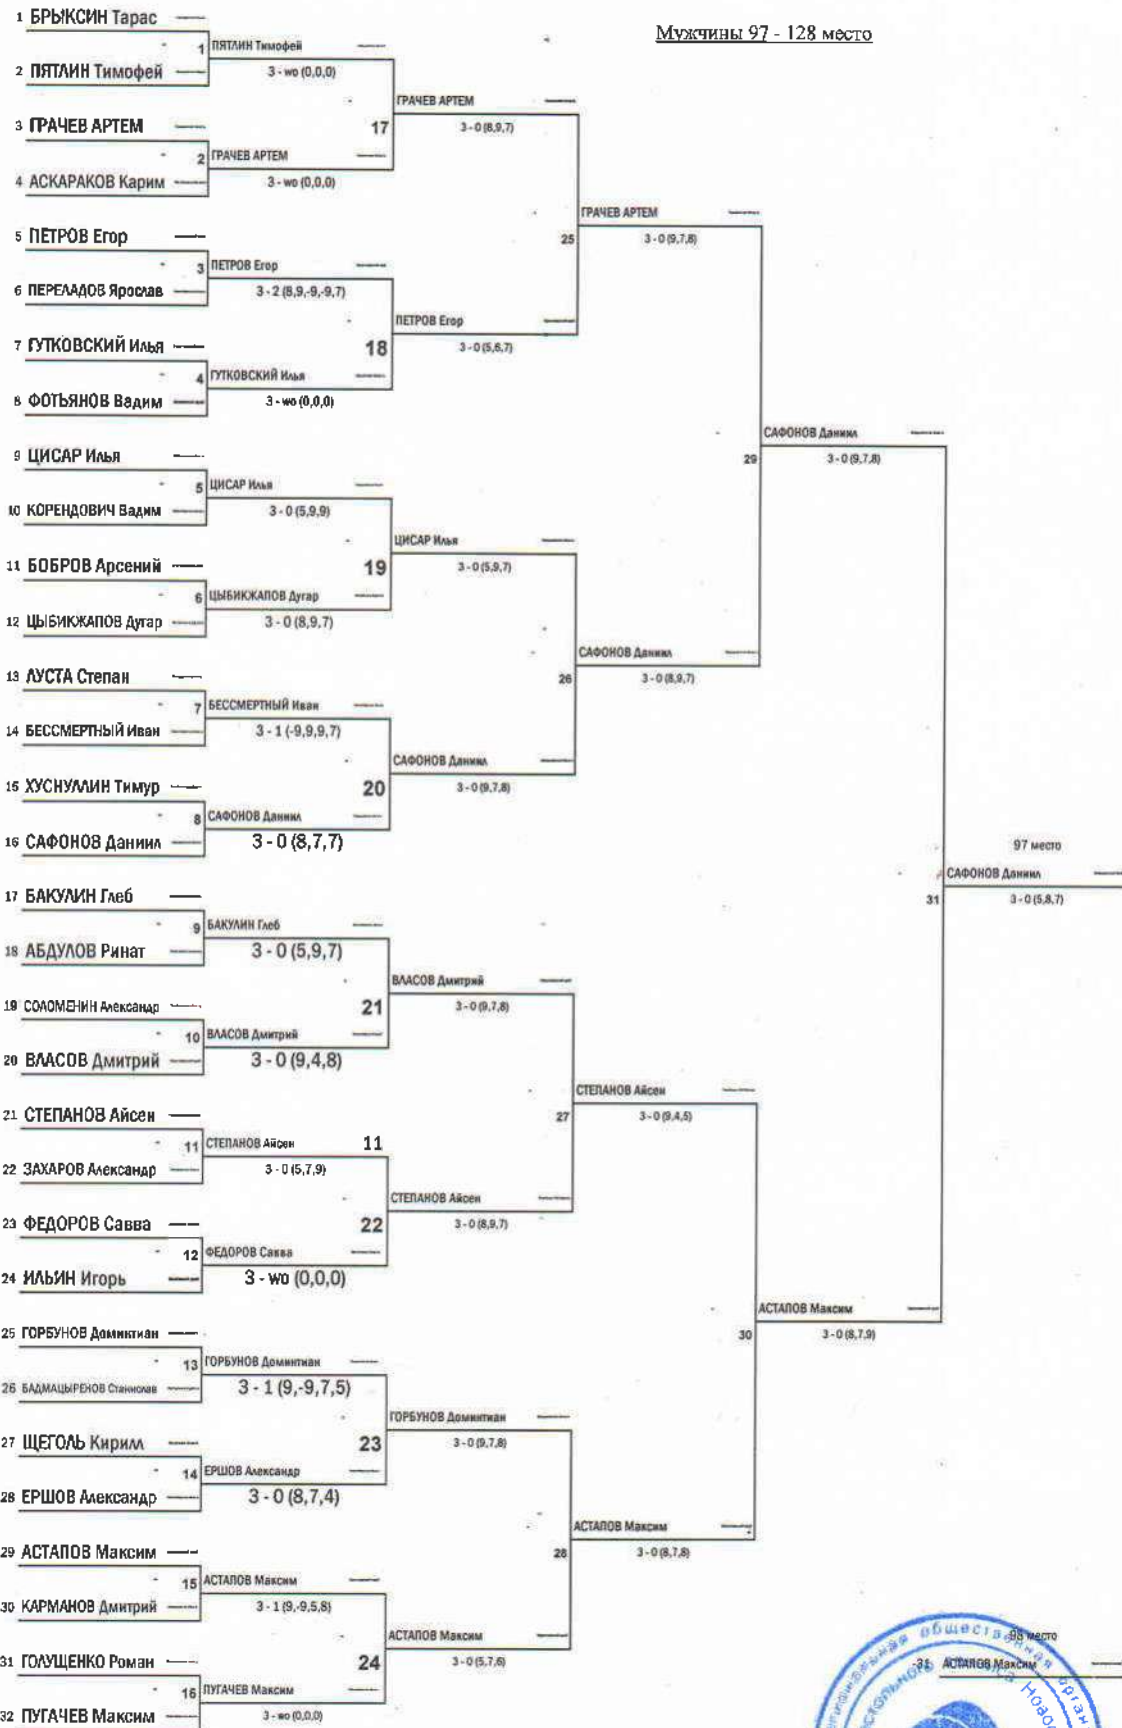 Мужчины 97 - 128 место
1 БРЫКСИН Тарас
1 ПЯТЛИН Тимофей
2 ПЯТЛИН Тимофей
3 - wo (0,0,0)
ГРАЧЕВ АРТЕМ
3 ГРАЧЕВ АРТЕМ
17
3 - 0 (8,9,7)
2 ГРАЧЕВ АРТЕМ
4 АСКАРАКОВ Карим
3 - wo (0,0,0)
ГРАЧЕВ АРТЕМ
5 ПЕТРОВ Егор
25
3 - 0 (9,7,8)
3 ПЕТРОВ Егор
6 ПЕРЕЛАДОВ Ярослав
3 - 2 (8,9,-9,-9,7)
ПЕТРОВ Егор
7 ГУТКОВСКИЙ Илья
18
3 - 0 (5,6,7)
4 ГУТКОВСКИЙ Илья
8 ФОТЬЯНОВ Вадим
3 - wo (0,0,0)
САФОНОВ Даниил
9 ЦИСАР Илья
29
3 - 0 (9,7,8)
5 ЦИСАР Илья
10 КОРЕНДОВИЧ Вадим
3 - 0 (5,9,9)
ЦИСАР Илья
11 БОБРОВ Арсений
19
3 - 0 (5,9,7)
6 ЦЫБИКЖАПОВ Дугар
12 ЦЫБИКЖАПОВ Дугар
3 - 0 (8,9,7)
САФОНОВ Даниил
13 ЛУСТА Степан
26
3 - 0 (8,9,7)
7 БЕССМЕРТНЫЙ Иван
14 БЕССМЕРТНЫЙ Иван
3 - 1 (-9,9,9,7)
САФОНОВ Даниил
15 ХУСНУЛЛИН Тимур
20
3 - 0 (9,7,8)
8 САФОНОВ Даниил
16 САФОНОВ Даниил
3 - 0 (8,7,7)
97 место
САФОНОВ Даниил
17 БАКУЛИН Глеб
31
3 - 0 (5,8,7)
9 БАКУЛИН Глеб
18 АБДУЛОВ Ринат
3 - 0 (5,9,7)
ВЛАСОВ Дмитрий
19 СОЛОМЕНИН Александр
21
3 - 0 (9,7,8)
10 ВЛАСОВ Дмитрий
20 ВЛАСОВ Дмитрий
3 - 0 (9,4,8)
СТЕПАНОВ Айсен
21 СТЕПАНОВ Айсен
27
3 - 0 (9,4,5)
11 СТЕПАНОВ Айсен 11
22 ЗАХАРОВ Александр
3 - 0 (5,7,9)
СТЕПАНОВ Айсен
23 ФЕДОРОВ Савва
22
3 - 0 (8,9,7)
12 ФЕДОРОВ Савва
24 ИЛЬИН Игорь
3 - wo (0,0,0)
АСТАПОВ Максим
25 ГОРБУНОВ Доминтиан
30
3 - 0 (8,7,9)
13 ГОРБУНОВ Доминтиан
26 БАДМАЦЫРЕНОВ Станислав
3 - 1 (9,-9,7,5)
ГОРБУНОВ Доминтиан
27 ЩЕГОЛЬ Кирилл
23
3 - 0 (9,7,8)
14 ЕРШОВ Александр
28 ЕРШОВ Александр
3 - 0 (8,7,4)
АСТАПОВ Максим
29 АСТАПОВ Максим
28
3 - 0 (8,7,8)
15 АСТАПОВ Максим
30 КАРМАНОВ Дмитрий
3 - 1 (9,-9,5,8)
АСТАПОВ Максим
31 ГОЛУЩЕНКО Роман
24
3 - 0 (5,7,6)
16 ПУГАЧЕВ Максим
32 ПУГАЧЕВ Максим
3 - wo (0,0,0)
98 место
-31 АСТАПОВ Максим
общественная